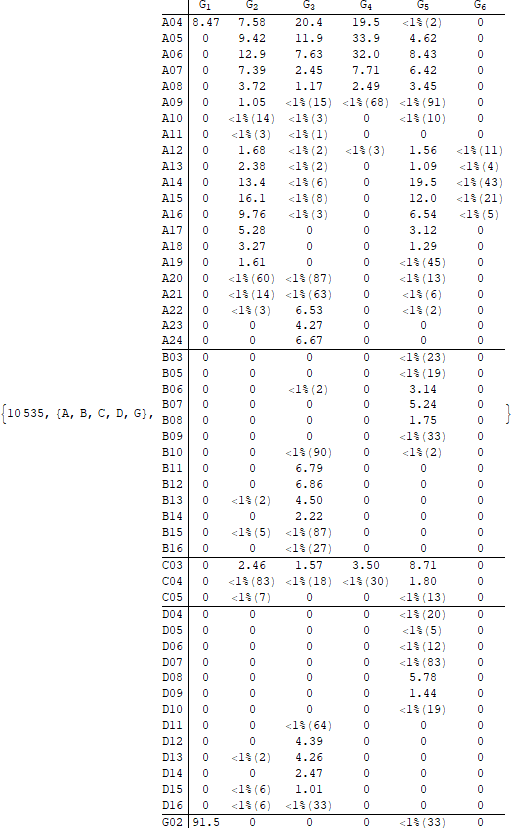 G1 G2 G3 G4 G5 G6
A04 8.47 7.58 20.4 19.5 <1%(2) 0
A05 0 9.42 11.9 33.9 4.62 0
A06 0 12.9 7.63 32.0 8.43 0
A07 0 7.39 2.45 7.71 6.42 0
A08 0 3.72 1.17 2.49 3.45 0
A09 0 1.05 <1%(15) <1%(68) <1%(91) 0
A10 0 <1%(14) <1%(3) 0 <1%(10) 0
A11 0 <1%(3) <1%(1) 0 0 0
A12 0 1.68 <1%(2) <1%(3) 1.56 <1%(11)
A13 0 2.38 <1%(2) 0 1.09 <1%(4)
A14 0 13.4 <1%(6) 0 19.5 <1%(43)
A15 0 16.1 <1%(8) 0 12.0 <1%(21)
A16 0 9.76 <1%(3) 0 6.54 <1%(5)
A17 0 5.28 0 0 3.12 0
A18 0 3.27 0 0 1.29 0
A19 0 1.61 0 0 <1%(45) 0
A20 0 <1%(60) <1%(87) 0 <1%(13) 0
A21 0 <1%(14) <1%(63) 0 <1%(6) 0
A22 0 <1%(3) 6.53 0 <1%(2) 0
A23 0 0 4.27 0 0 0
A24 0 0 6.67 0 0 0
B03 0 0 0 0 <1%(23) 0
B05 0 0 0 0 <1%(19) 0
B06 0 0 <1%(2) 0 3.14 0
B07 0 0 0 0 5.24 0
{10535, {A, B, C, D, G}, }
B08 0 0 0 0 1.75 0
B09 0 0 0 0 <1%(33) 0
B10 0 0 <1%(90) 0 <1%(2) 0
B11 0 0 6.79 0 0 0
B12 0 0 6.86 0 0 0
B13 0 <1%(2) 4.50 0 0 0
B14 0 0 2.22 0 0 0
B15 0 <1%(5) <1%(87) 0 0 0
B16 0 0 <1%(27) 0 0 0
C03 0 2.46 1.57 3.50 8.71 0
C04 0 <1%(83) <1%(18) <1%(30) 1.80 0
C05 0 <1%(7) 0 0 <1%(13) 0
D04 0 0 0 0 <1%(20) 0
D05 0 0 0 0 <1%(5) 0
D06 0 0 0 0 <1%(12) 0
D07 0 0 0 0 <1%(83) 0
D08 0 0 0 0 5.78 0
D09 0 0 0 0 1.44 0
D10 0 0 0 0 <1%(19) 0
D11 0 0 <1%(64) 0 0 0
D12 0 0 4.39 0 0 0
D13 0 <1%(2) 4.26 0 0 0
D14 0 0 2.47 0 0 0
D15 0 <1%(6) 1.01 0 0 0
D16 0 <1%(6) <1%(33) 0 0 0
G02 91.5 0 0 0 <1%(33) 0